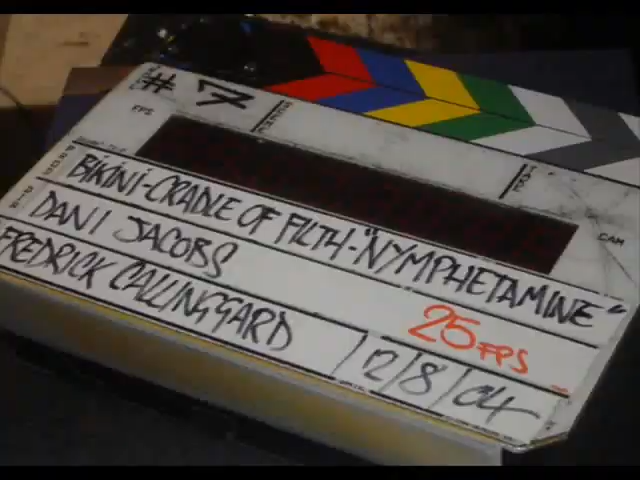 # 7
FPS
CAM
BIKINI-CRADLE OF FILTH-"NYMPHETAMINE"
DANI JACOBS
25 FPS
FREDRICK CALLINGGARD
12/8/04